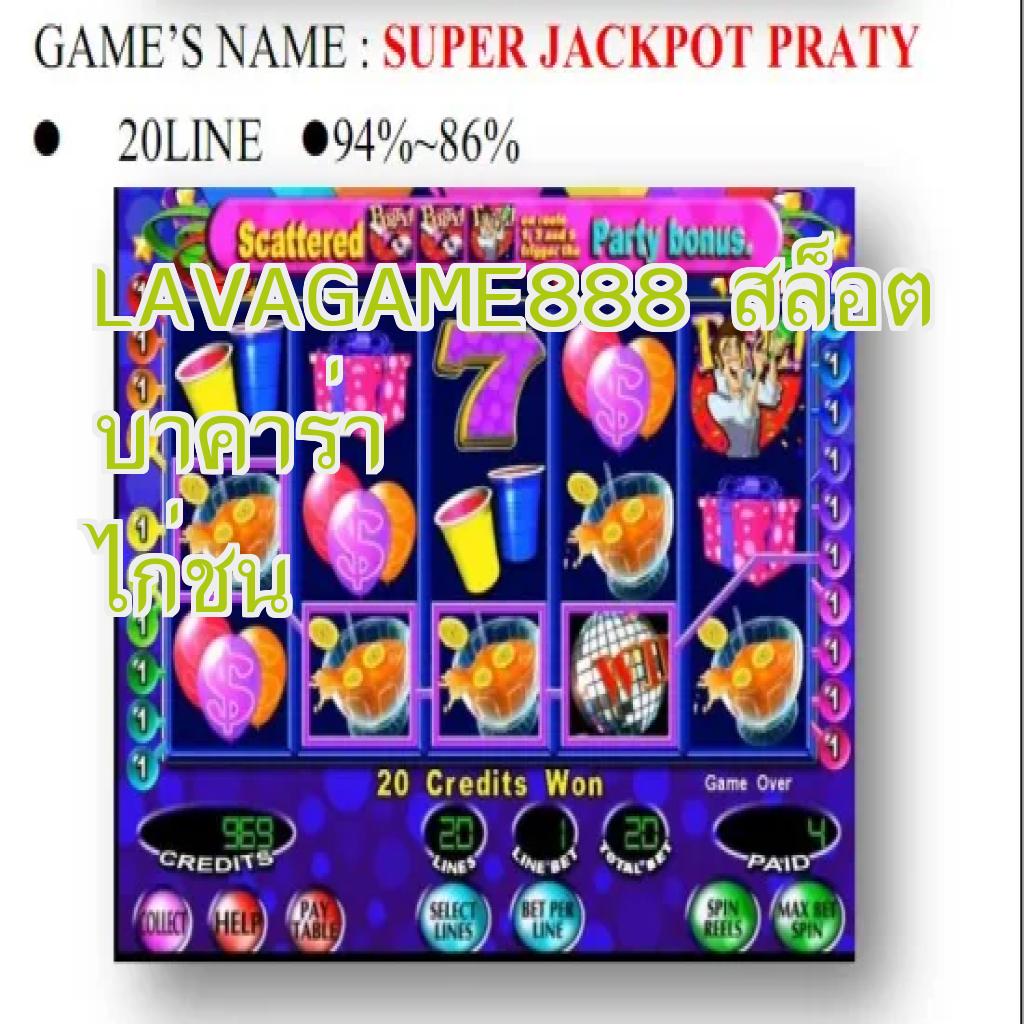 GAME'S NAME : SUPER JACKPOT PRATY
● 20LINE ●94%~86%
Scattered Party bonus.
LAVAGAME888 สล็อต
บาคาร่า
ไก่ชน
20 Credits Won
Game Over
969 20 1 20 4
CREDITS LINES LINE BET TOTAL BET PAID
COLLECT HELP PAY TABLE SELECT LINES BET PER LINE SPIN REELS MAX BET SPIN